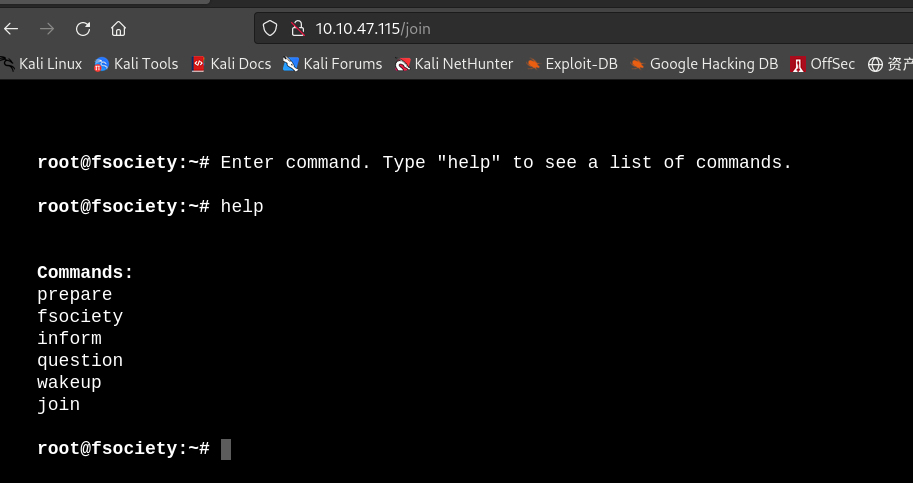 10.10.47.115/join
Kali Linux Kali Tools Kali Docs Kali Forums Kali NetHunter Exploit-DB Google Hacking DB OffSec 资产
root@fsociety:~# Enter command. Type "help" to see a list of commands.
root@fsociety:~# help
Commands:
prepare
fsociety
inform
question
wakeup
join
root@fsociety:~#